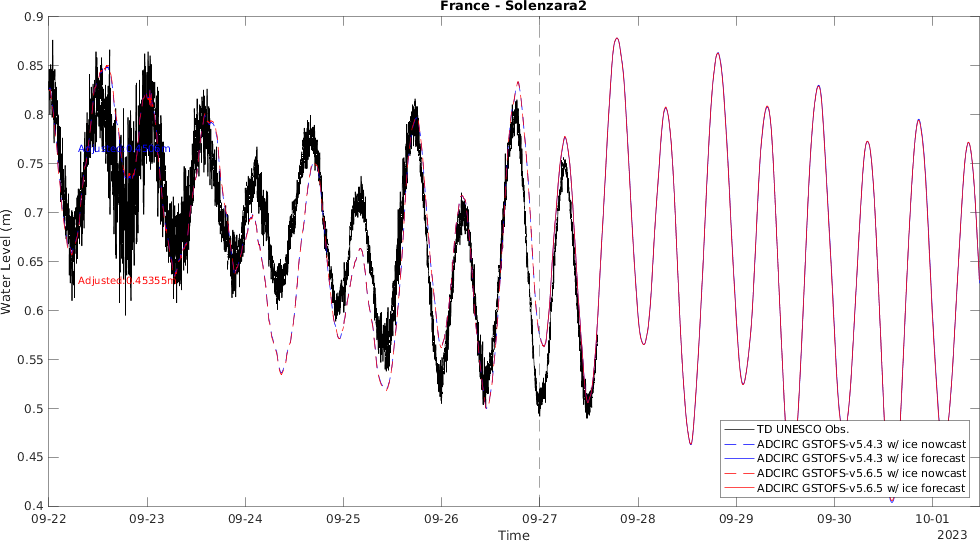 France - Solenzara2
0.9
0.85
0.8
0.75
0.7
0.65
0.6
0.55
0.5
0.45
0.4
Water Level (m)
Adjusted:0.45355m
TD UNESCO Obs.
ADCIRC GSTOFS-v5.4.3 w/ ice nowcast
ADCIRC GSTOFS-v5.4.3 w/ ice forecast
ADCIRC GSTOFS-v5.6.5 w/ ice nowcast
ADCIRC GSTOFS-v5.6.5 w/ ice forecast
09-22 09-23 09-24 09-25 09-26 09-27 09-28 09-29 09-30 10-01
Time
2023